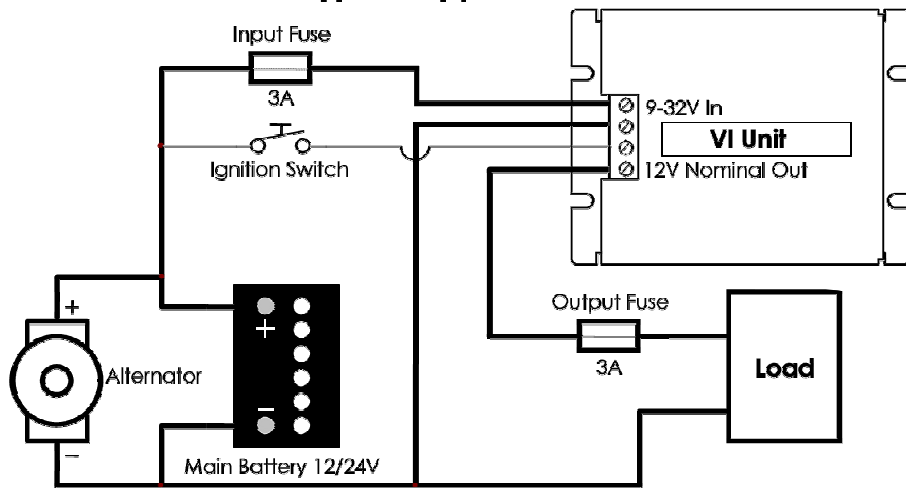 Input Fuse
3A
9-32V In
VI Unit
Ignition Switch
12V Nominal Out
Output Fuse
3A
Load
+
Alternator
−
+
−
Main Battery 12/24V